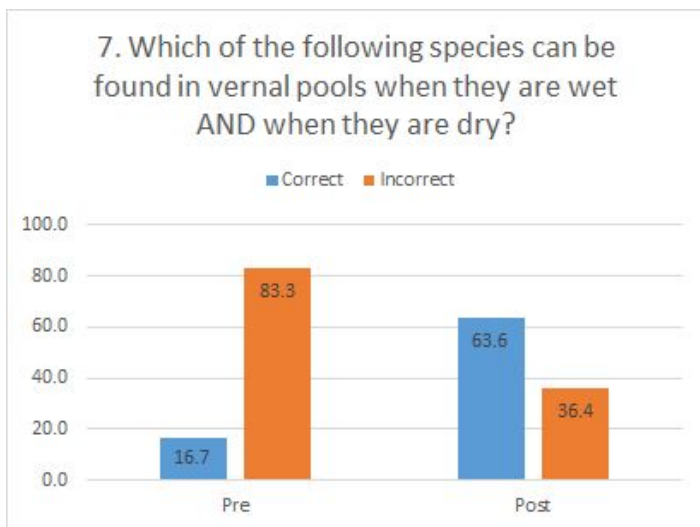 7. Which of the following species can be
found in vernal pools when they are wet
AND when they are dry?
Correct Incorrect
100.0
80.0
60.0
40.0
20.0
0.0
83.3
63.6
36.4
16.7
Pre Post